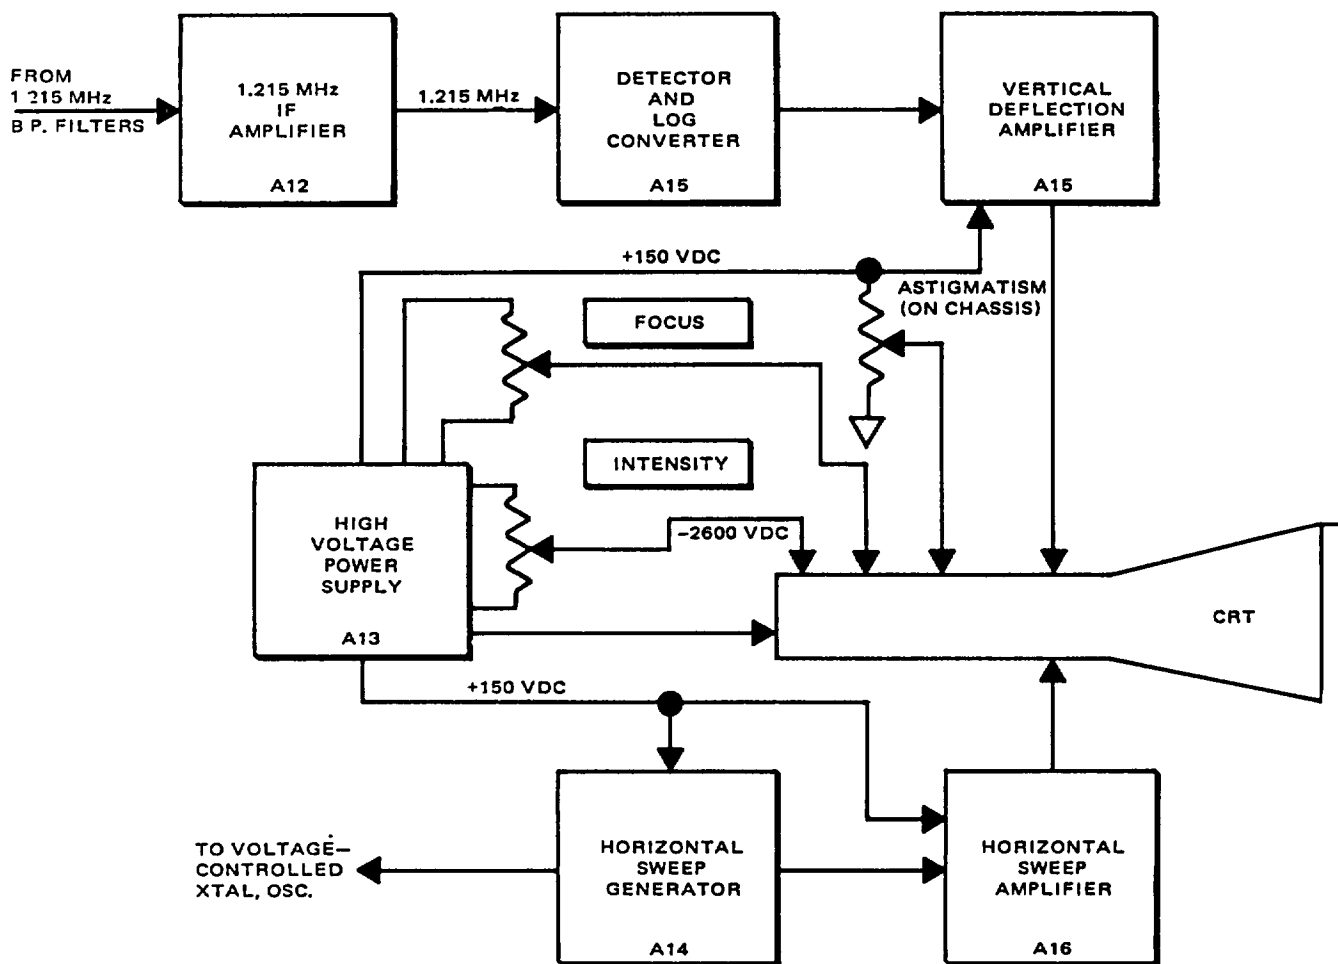 FROM
1 215 MHz
B P. FILTERS
1.215 MHz
IF
AMPLIFIER
A12
1.215 MHz
DETECTOR
AND
LOG
CONVERTER
A15
VERTICAL
DEFLECTION
AMPLIFIER
A15
+150 VDC
ASTIGMATISM
(ON CHASSIS)
FOCUS
INTENSITY
−2600 VDC
HIGH
VOLTAGE
POWER
SUPPLY
A13
CRT
+150 VDC
TO VOLTAGE−
CONTROLLED
XTAL, OSC.
HORIZONTAL
SWEEP
GENERATOR
A14
HORIZONTAL
SWEEP
AMPLIFIER
A16